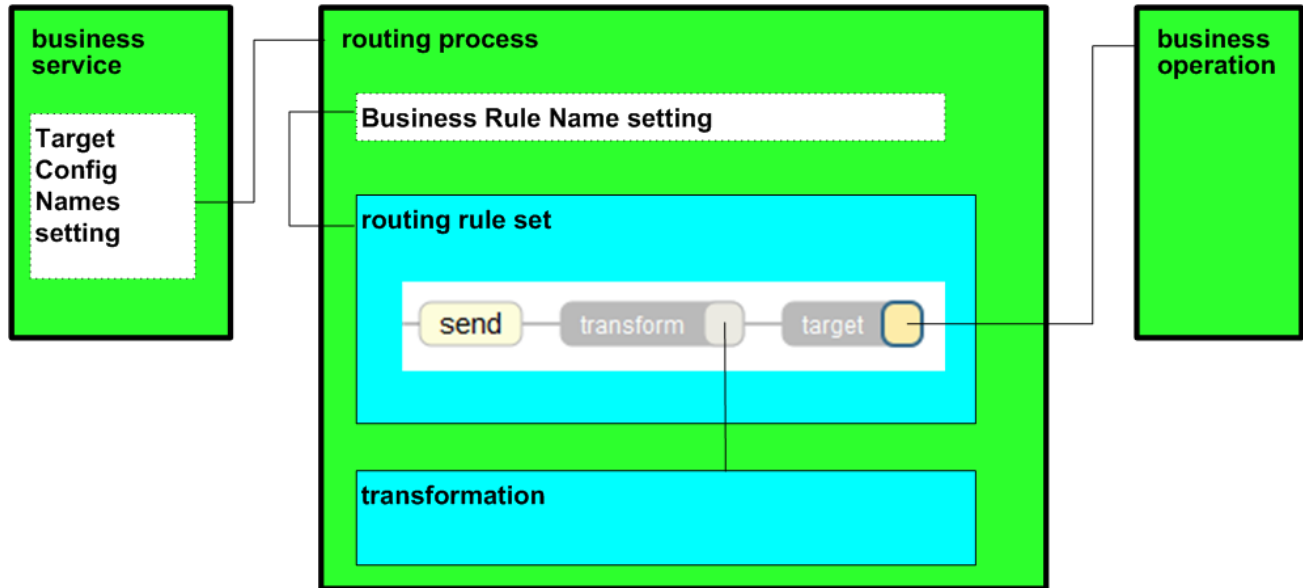 business
service
Target
Config
Names
setting
routing process
Business Rule Name setting
routing rule set
send
transform
target
transformation
business
operation